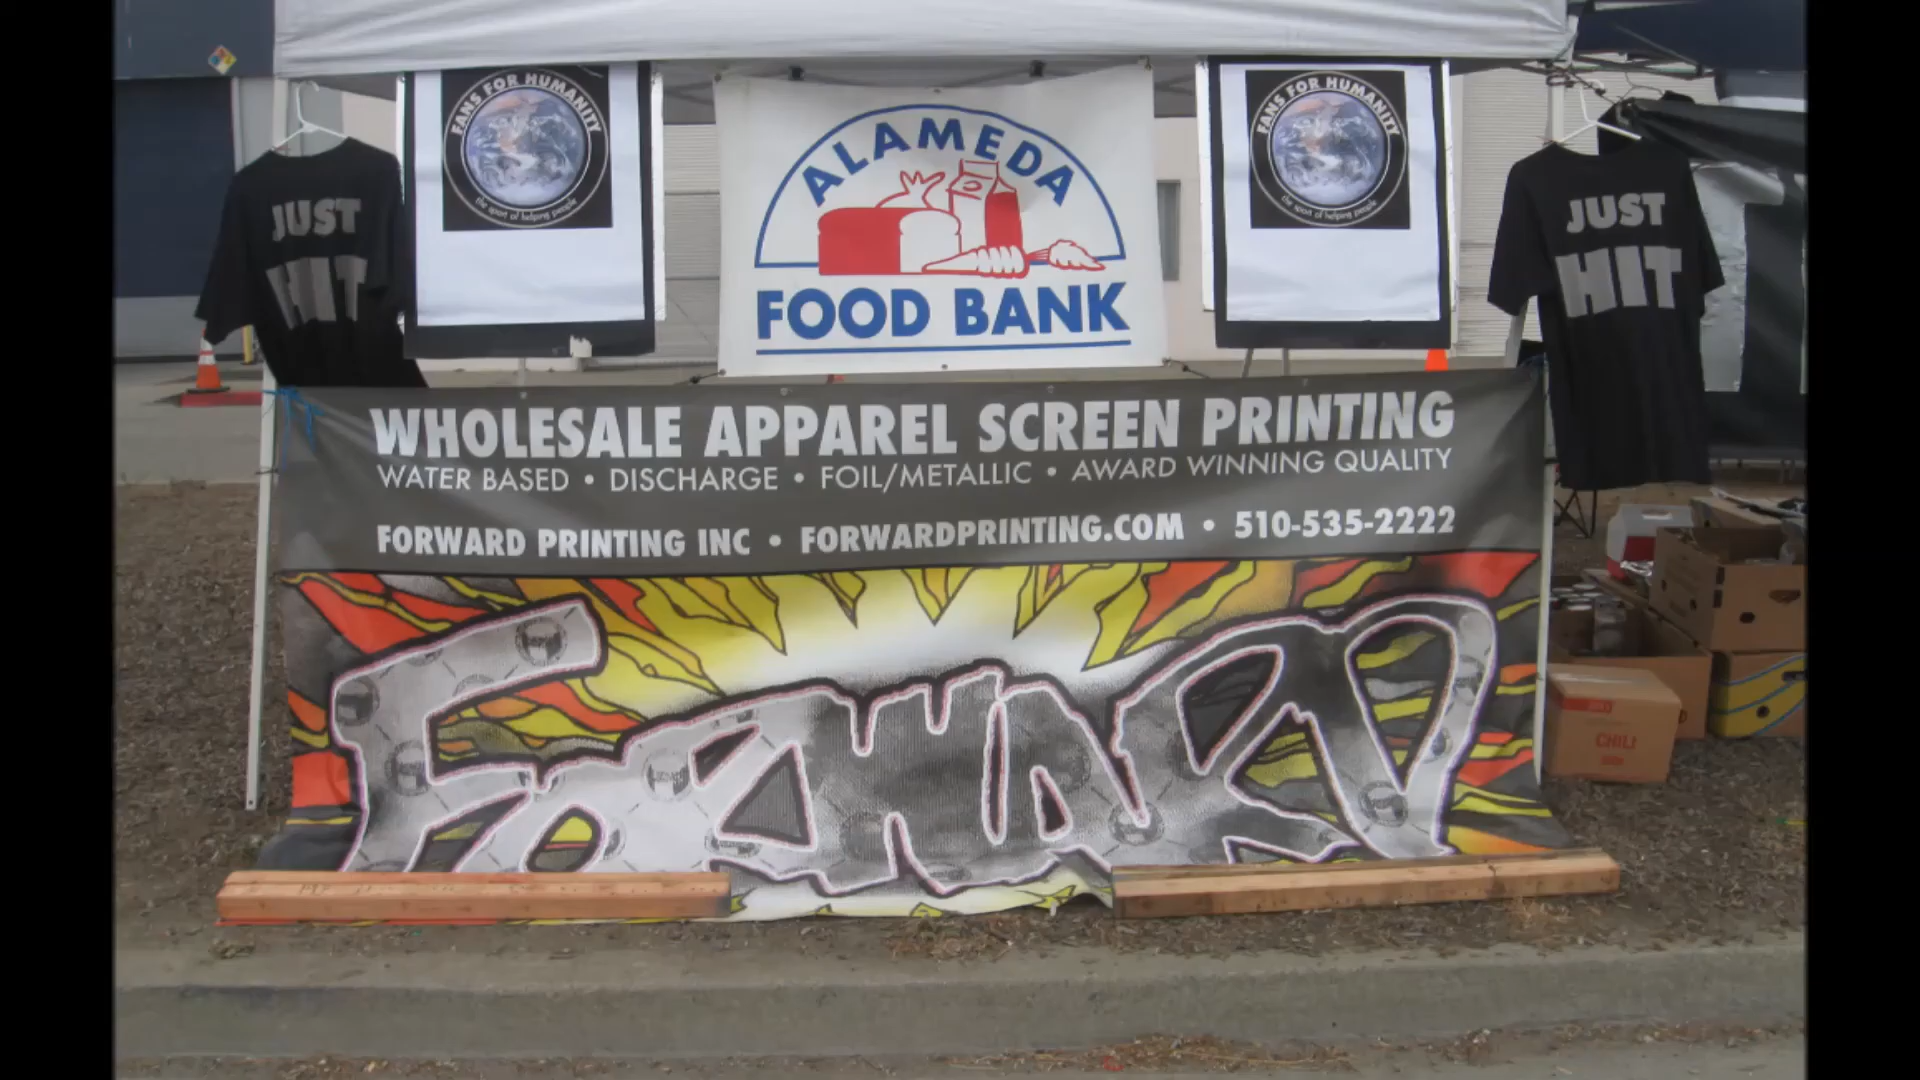 FANS FOR HUMANITY
the sport of helping people
ALAMEDA
FOOD BANK
FANS FOR HUMANITY
the sport of helping people
JUST
HIT
JUST
HIT
WHOLESALE APPAREL SCREEN PRINTING
WATER BASED • DISCHARGE • FOIL/METALLIC • AWARD WINNING QUALITY
FORWARD PRINTING INC • FORWARDPRINTING.COM • 510-535-2222
FORWARD
CHILI